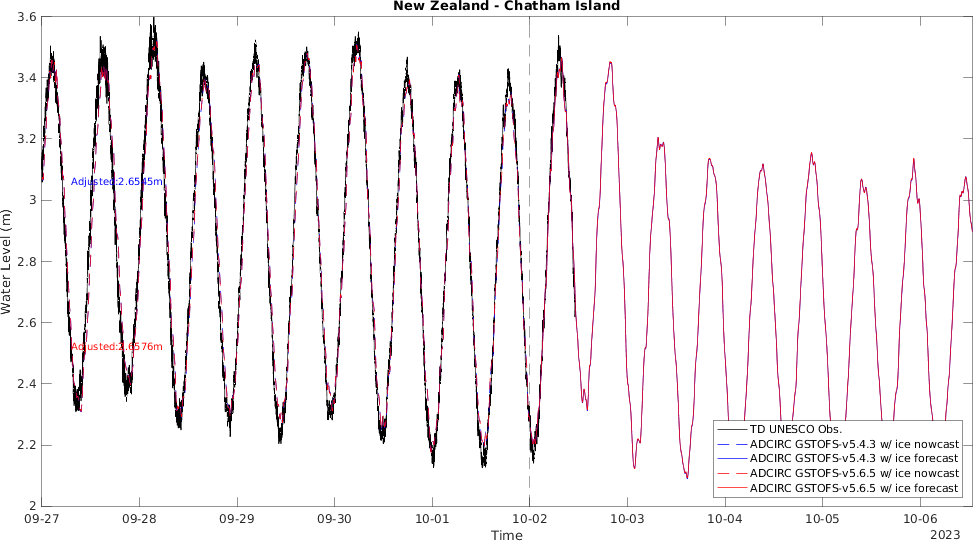 New Zealand - Chatham Island
3.6
3.4
3.2
3
2.8
2.6
2.4
2.2
2
Water Level (m)
Adjusted:2.6545m
Adjusted:2.6576m
TD UNESCO Obs.
ADCIRC GSTOFS-v5.4.3 w/ ice nowcast
ADCIRC GSTOFS-v5.4.3 w/ ice forecast
ADCIRC GSTOFS-v5.6.5 w/ ice nowcast
ADCIRC GSTOFS-v5.6.5 w/ ice forecast
09-27 09-28 09-29 09-30 10-01 10-02 10-03 10-04 10-05 10-06
Time
2023